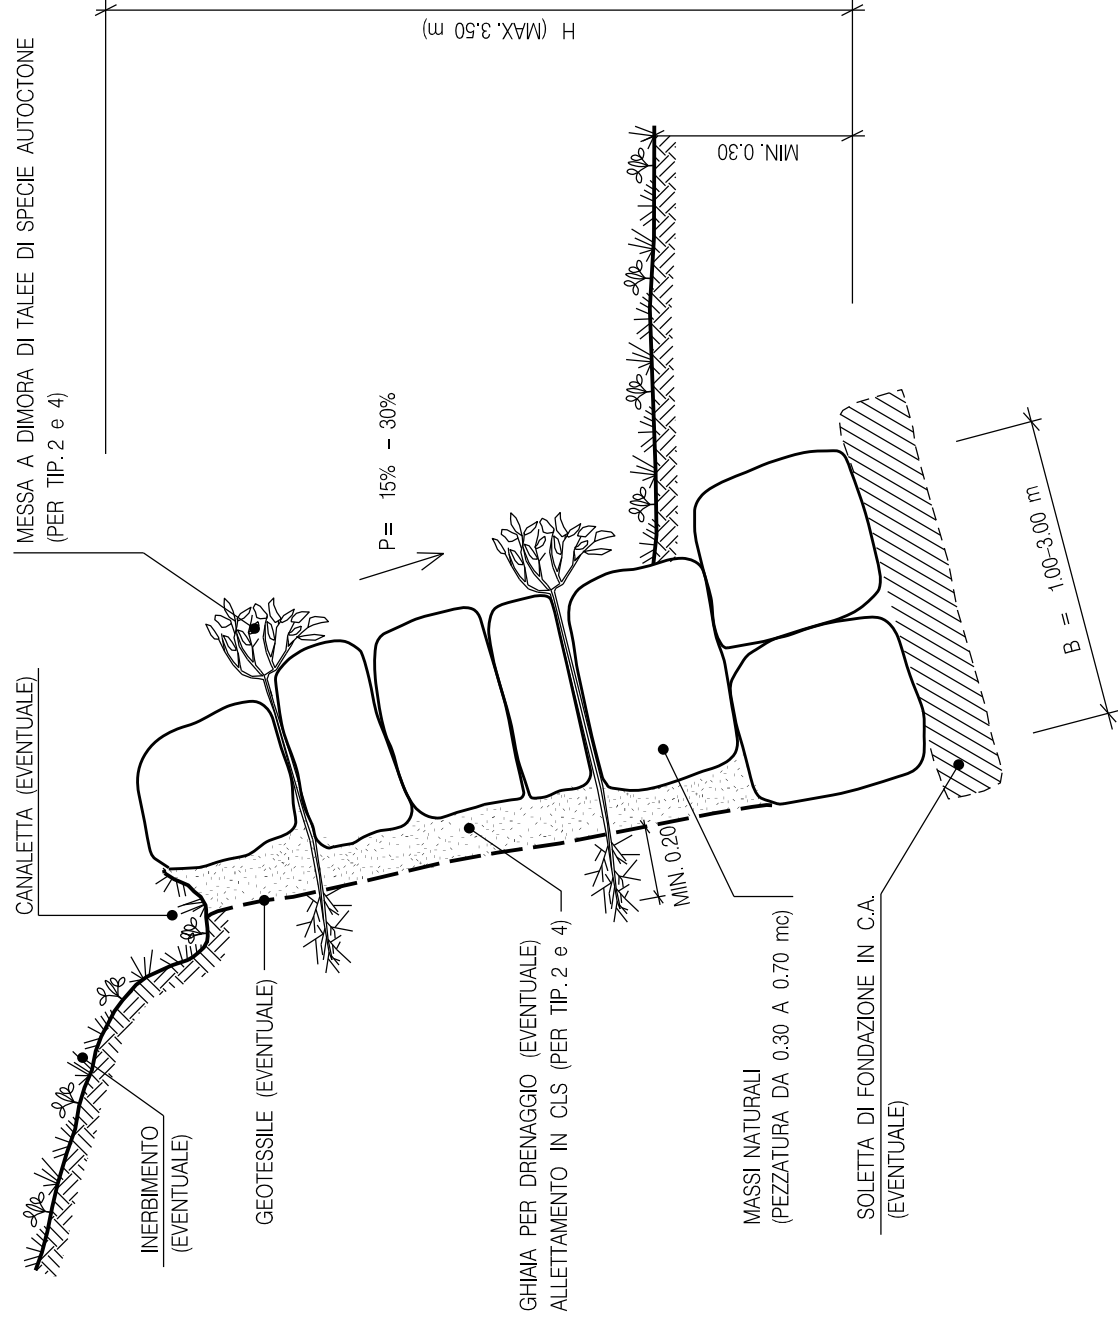 MESSA A DIMORA DI TALEE DI SPECIE AUTOCTONE
(PER TIP. 2 e 4)
H (MAX. 3.50 m)
MIN. 0.30
P= 15% - 30%
CANALETTA (EVENTUALE)
B = 1.00-3.00 m
MIN. 0.20
INERBIMENTO
(EVENTUALE)
GEOTESSILE (EVENTUALE)
GHIAIA PER DRENAGGIO (EVENTUALE)
ALLETTAMENTO IN CLS (PER TIP. 2 e 4)
MASSI NATURALI
(PEZZATURA DA 0.30 A 0.70 mc)
SOLETTA DI FONDAZIONE IN C.A.
(EVENTUALE)